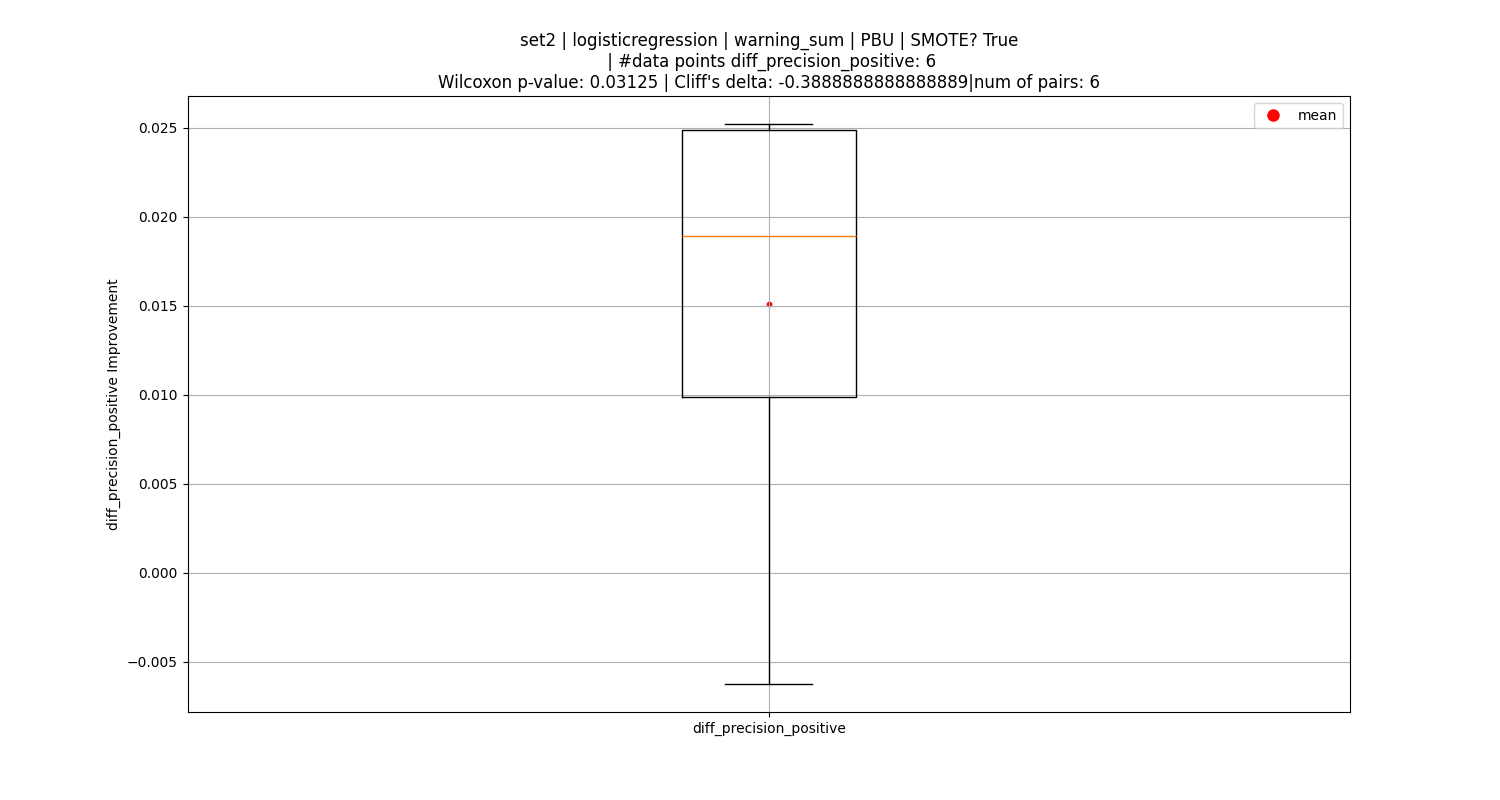 set2 | logisticregression | warning_sum | PBU | SMOTE? True
| #data points diff_precision_positive: 6
Wilcoxon p-value: 0.03125 | Cliff's delta: -0.3888888888888889|num of pairs: 6
mean
0.025
0.020
0.015
0.010
0.005
0.000
−0.005
diff_precision_positive Improvement
diff_precision_positive